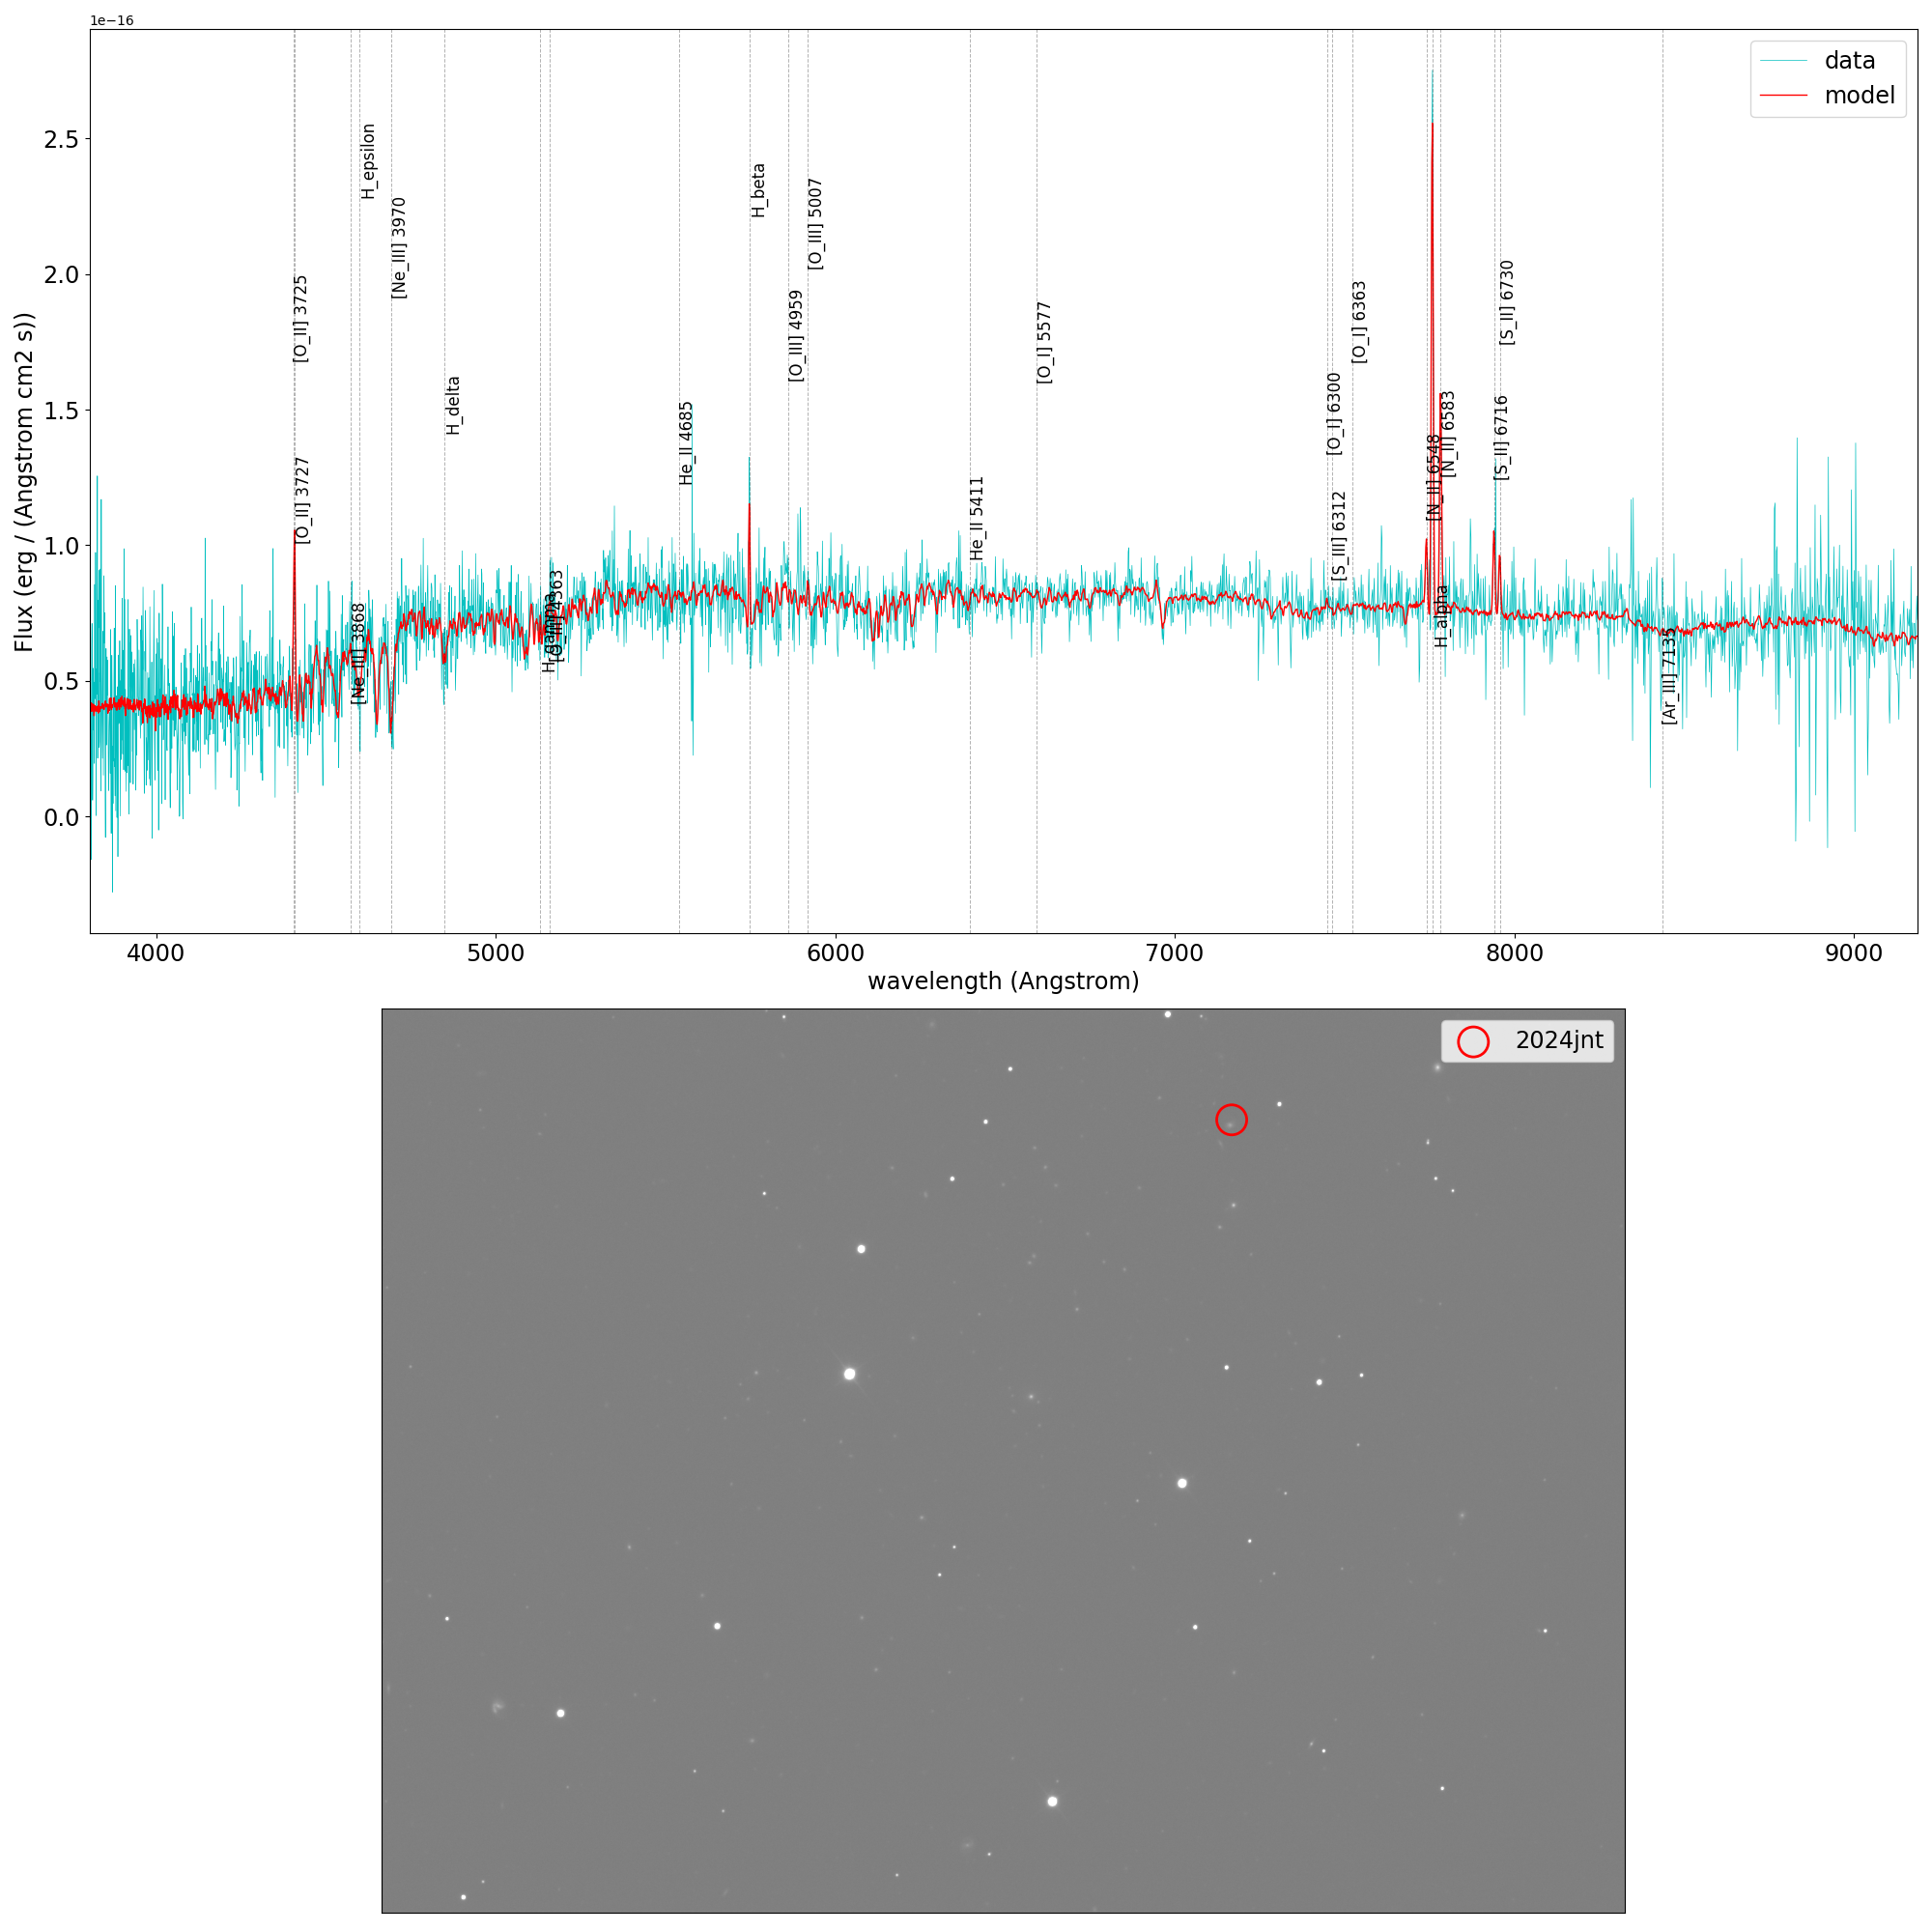 1e−16
data
model
2.5
2.0
1.5
1.0
0.5
0.0
Flux (erg / (Angstrom cm2 s))
[O_II] 3725
[O_II] 3727
[Ne_III] 3868
H_epsilon
[Ne_III] 3970
H_delta
H_gamma
[O_III] 4363
He_II 4685
H_beta
[O_III] 4959
[O_III] 5007
He_II 5411
[O_I] 5577
[O_I] 6300
[S_III] 6312
[O_I] 6363
[N_II] 6548
H_alpha
[N_II] 6583
[S_II] 6716
[S_II] 6730
[Ar_III] 7135
4000 5000 6000 7000 8000 9000
wavelength (Angstrom)
2024jnt